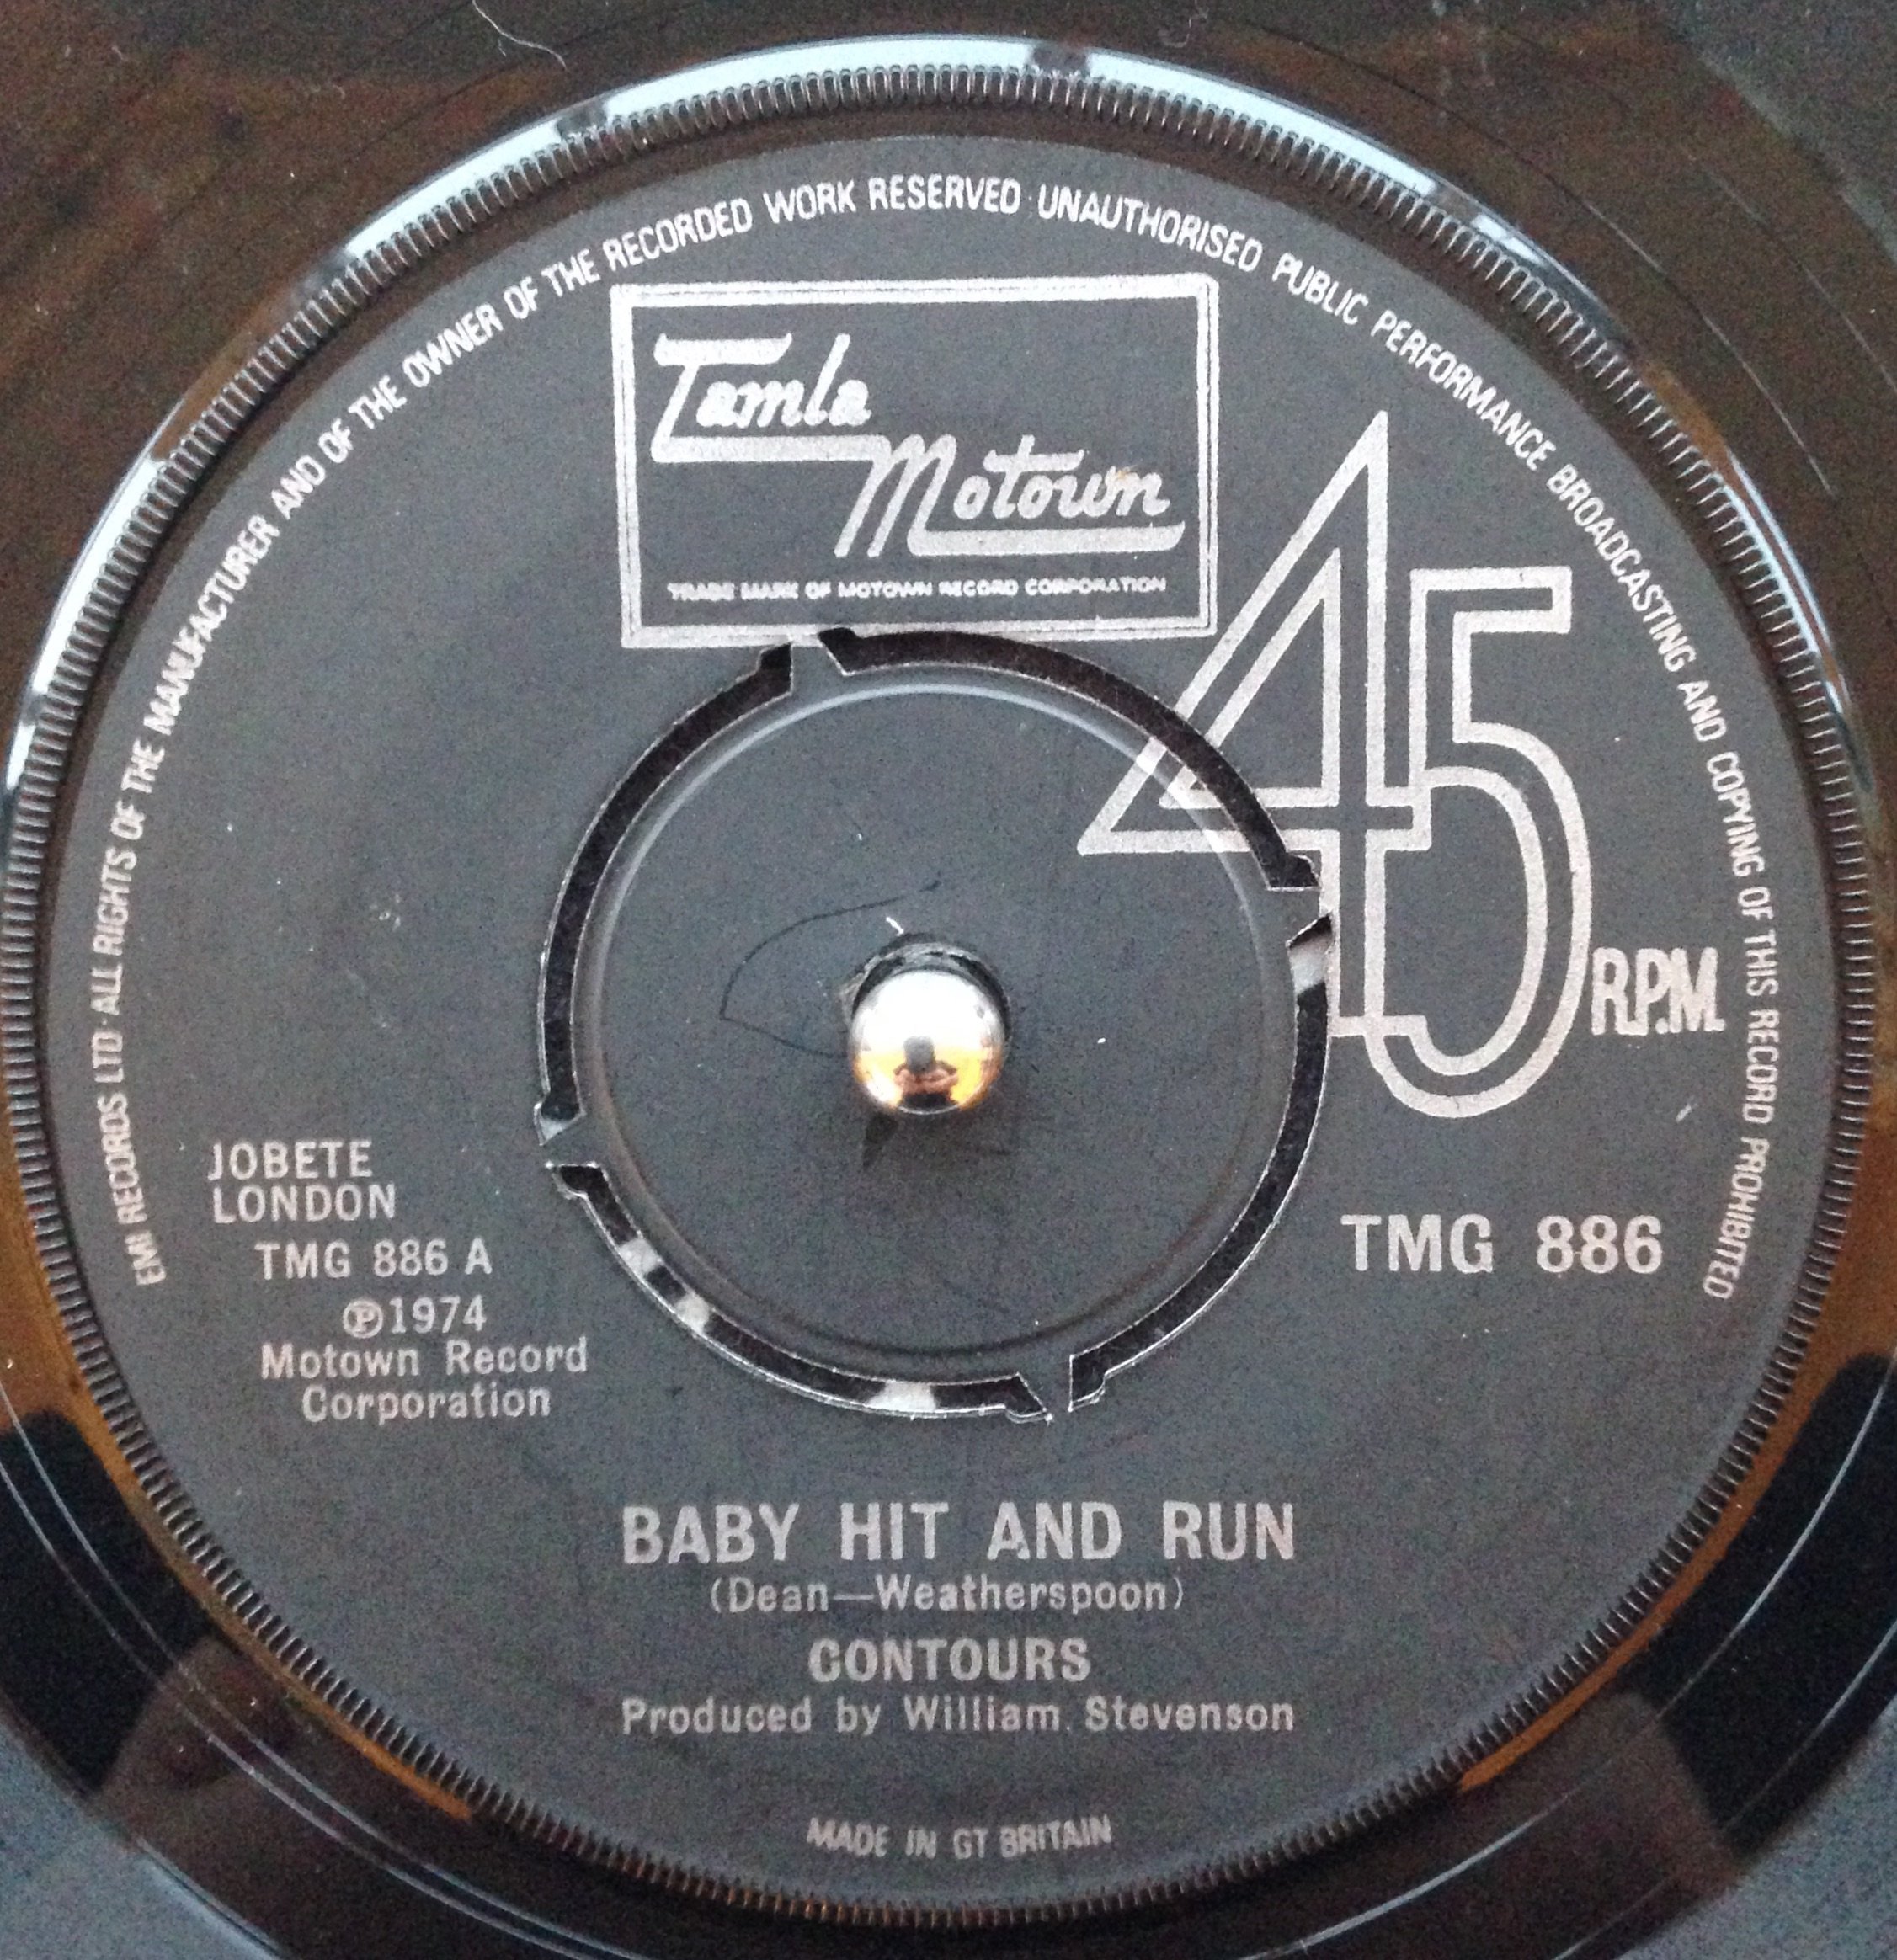 EMI RECORDS LTD · ALL RIGHTS OF THE MANUFACTURER AND OF THE OWNER OF THE RECORDED WORK RESERVED · UNAUTHORISED PUBLIC PERFORMANCE BROADCASTING AND COPYING OF THIS RECORD PROHIBITED
Tamla
Motown
TRADE MARK OF MOTOWN RECORD CORPORATION
45
R.P.M.
JOBETE
LONDON
TMG 886 A
℗1974
Motown Record
Corporation
TMG 886
BABY HIT AND RUN
(Dean—Weatherspoon)
CONTOURS
Produced by William. Stevenson
MADE IN GT BRITAIN